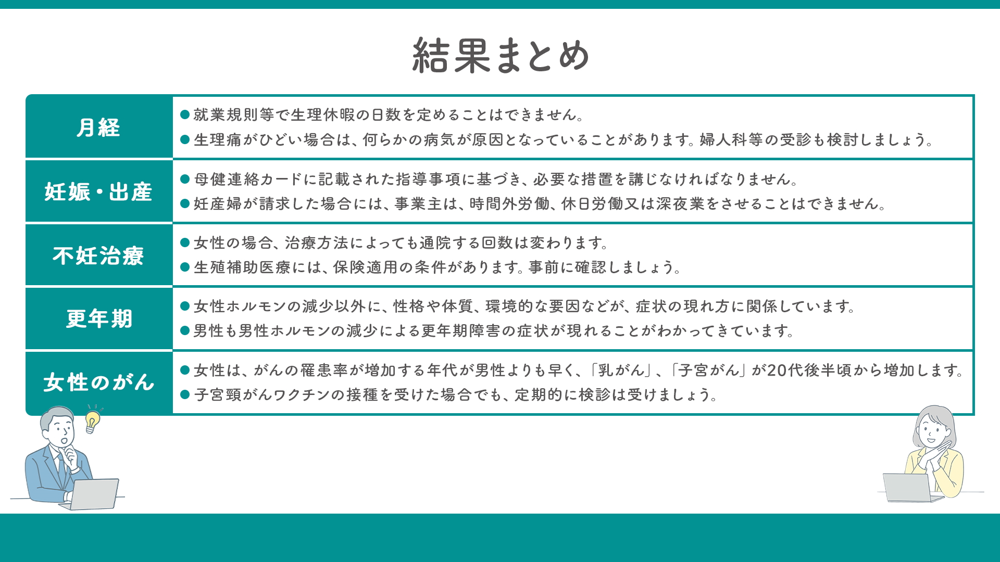 結果まとめ
月経
●就業規則等で生理休暇の日数を定めることはできません。
●生理痛がひどい場合は、何らかの病気が原因となっていることがあります。婦人科等の受診も検討しましょう。
妊娠・出産
●母健連絡カードに記載された指導事項に基づき、必要な措置を講じなければなりません。
●妊産婦が請求した場合には、事業主は、時間外労働、休日労働又は深夜業をさせることはできません。
不妊治療
●女性の場合、治療方法によっても通院する回数は変わります。
●生殖補助医療には、保険適用の条件があります。事前に確認しましょう。
更年期
●女性ホルモンの減少以外に、性格や体質、環境的な要因などが、症状の現れ方に関係しています。
●男性も男性ホルモンの減少による更年期障害の症状が現れることがわかってきています。
女性のがん
●女性は、がんの罹患率が増加する年代が男性よりも早く、「乳がん」、「子宮がん」が20代後半頃から増加します。
●子宮頸がんワクチンの接種を受けた場合でも、定期的に検診は受けましょう。